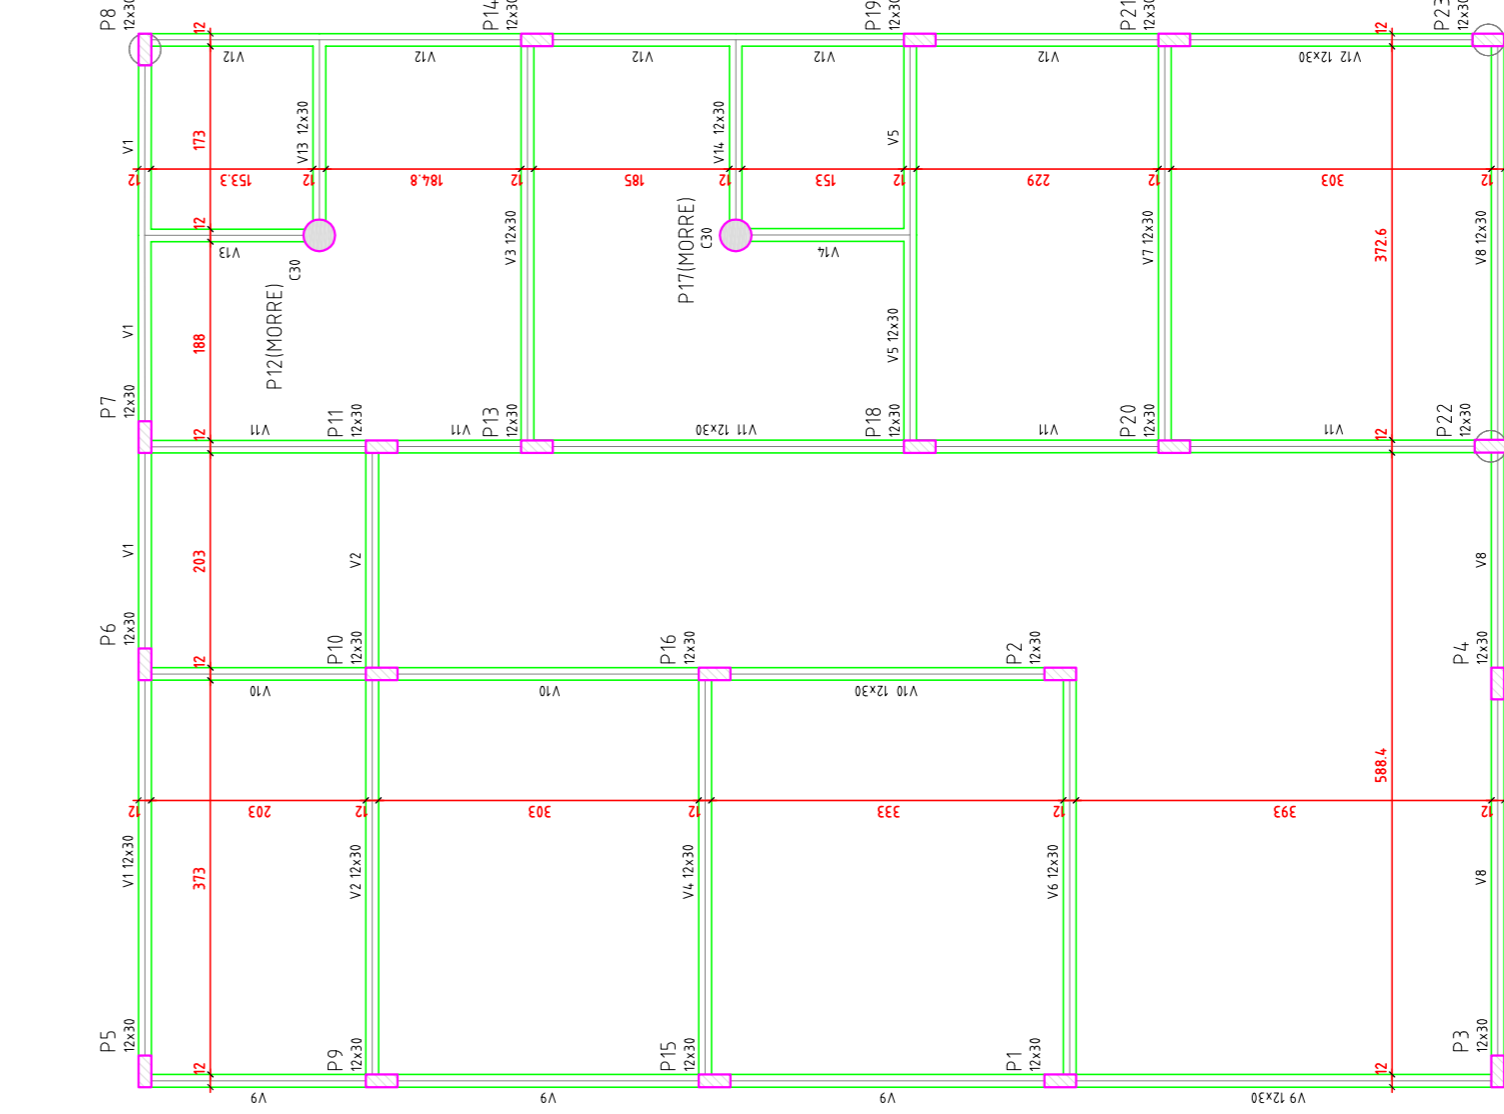 P8
12x30
P14
12x30
P19
12x30
P21
12x30
P23
12x30
12
12
V12
V12
V12
V12
V12
V12 12x30
V1
173
V13 12x30
V14 12x30
V5
12
153.3
12
184.8
12
185
12
153
12
229
12
303
12
12
V13
C30
P12(MORRE)
V3 12x30
P17(MORRE)
C30
V14
V7 12x30
372.6
V8 12x30
V1
188
V5 12x30
P7
12x30
12
V11
P11
12x30
V11
P13
12x30
V11 12x30
P18
12x30
V11
P20
12x30
V11
12
P22
12x30
V1
203
V2
V8
P6
12x30
12
P10
12x30
P16
12x30
P2
12x30
P4
12x30
V10
V10
V10 12x30
588.4
12
203
12
303
12
333
12
393
12
V1 12x30
373
V2 12x30
V4 12x30
V6 12x30
V8
P5
12x30
12
P9
12x30
P15
12x30
P1
12x30
12
P3
12x30
V9
V9
V9
V9 12x30